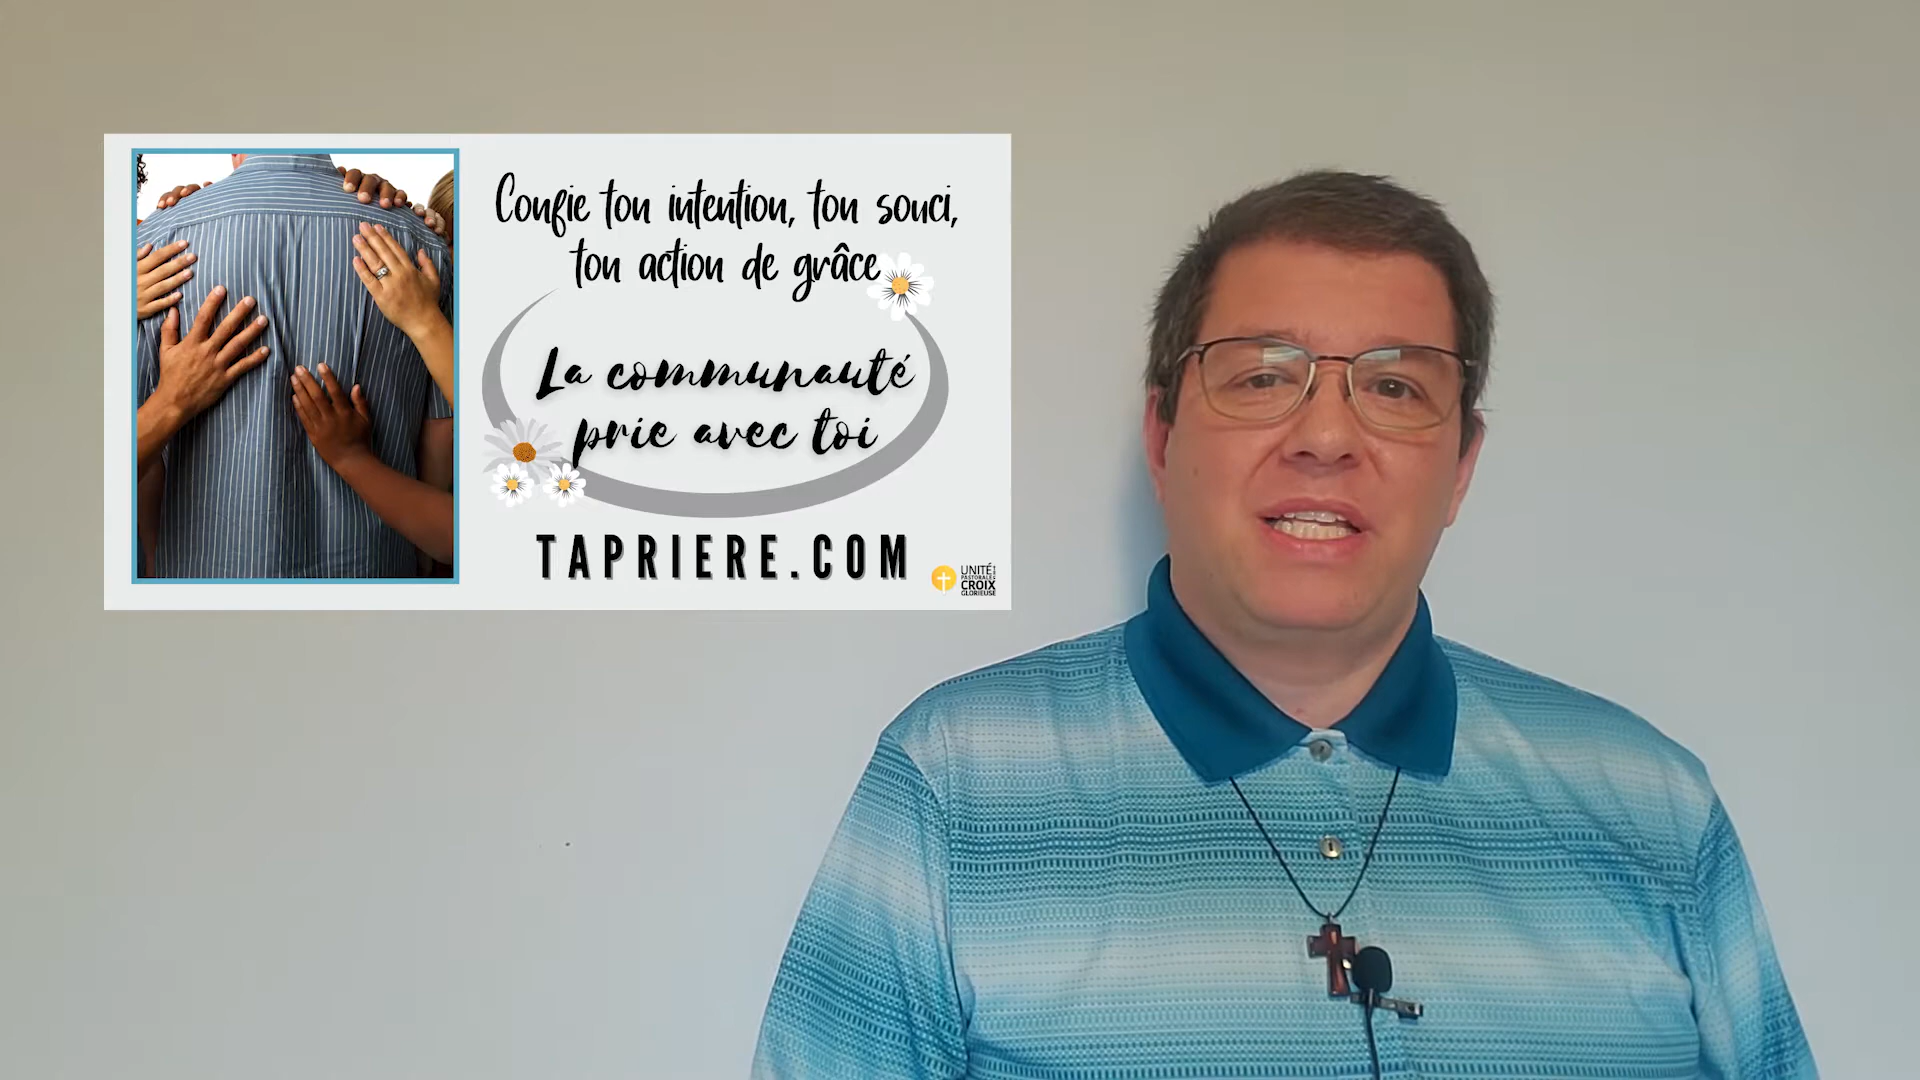 Confie ton intention, ton souci,
ton action de grâce
La communauté
prie avec toi
TAPRIERE.COM
UNITÉ
PASTORALE
CROIX
GLORIEUSE